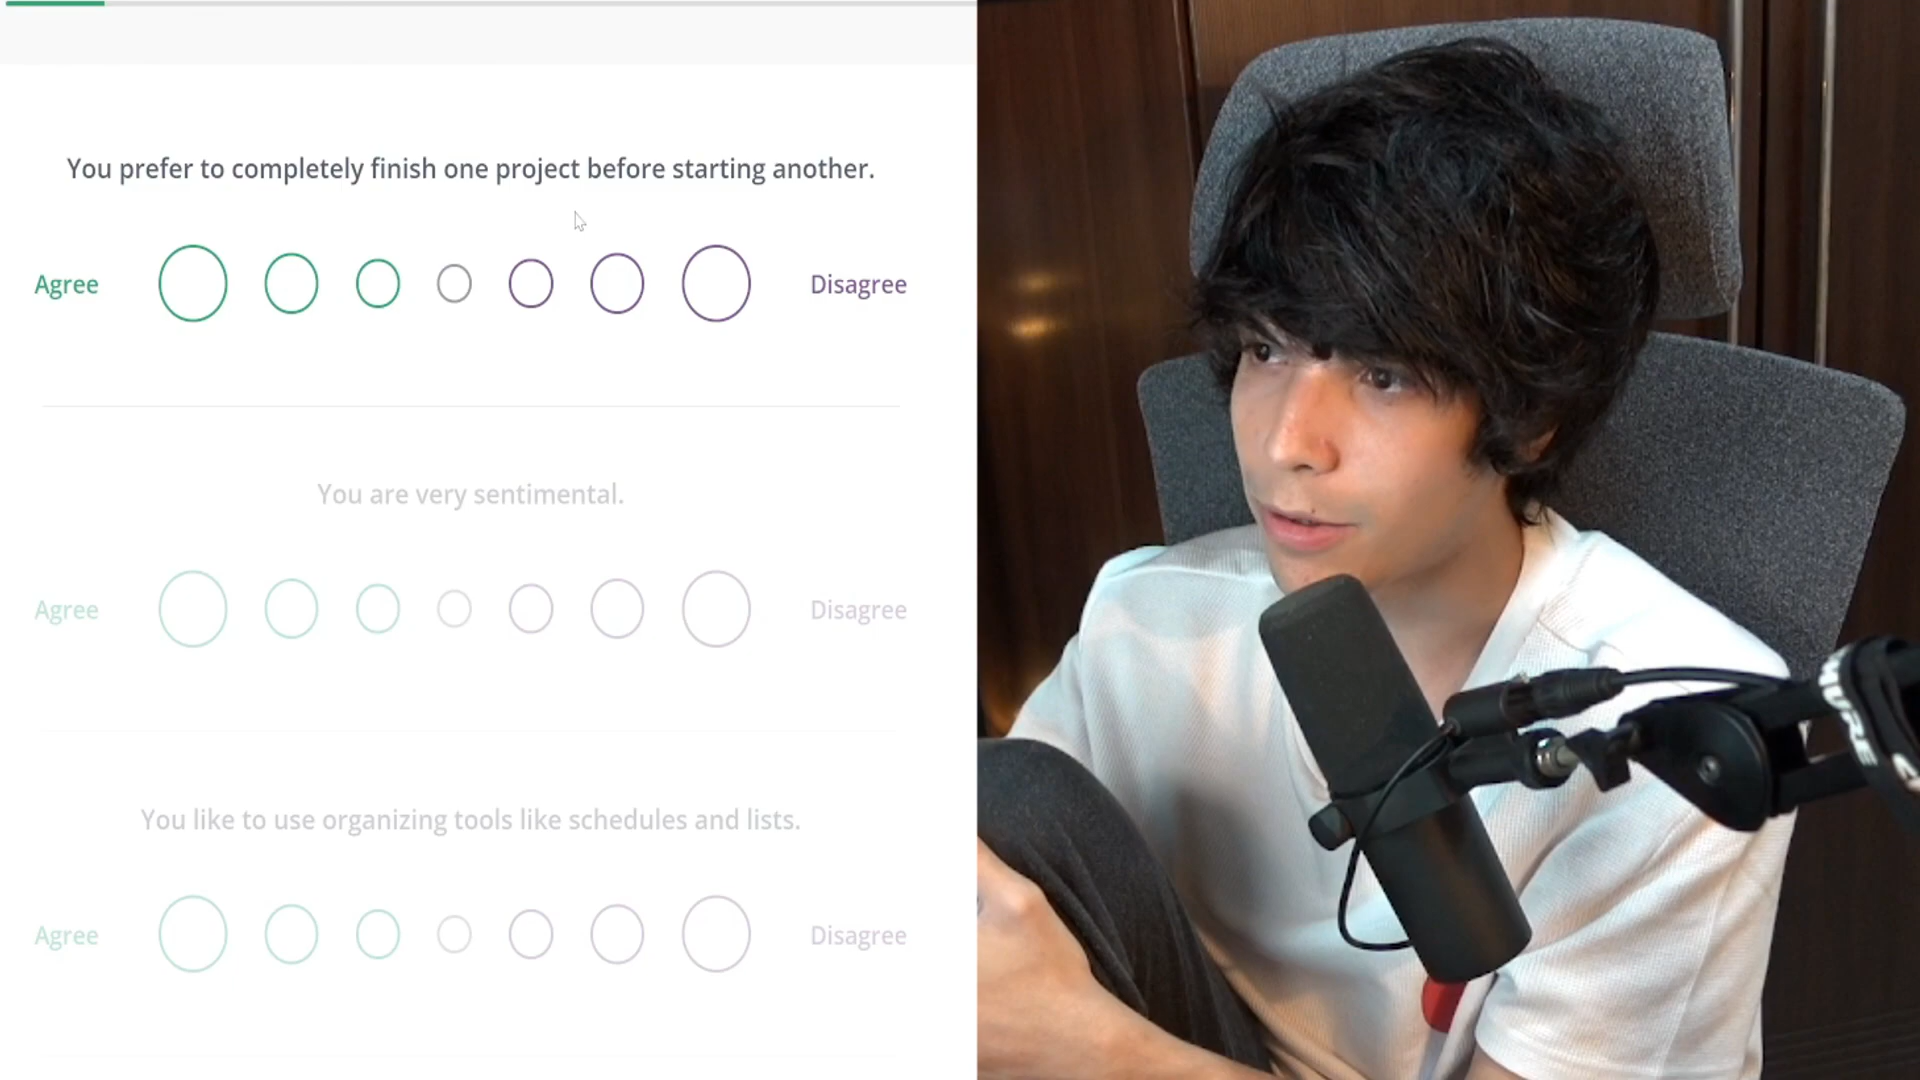 You prefer to completely finish one project before starting another.
Agree
Disagree
You are very sentimental.
Agree
Disagree
You like to use organizing tools like schedules and lists.
Agree
Disagree